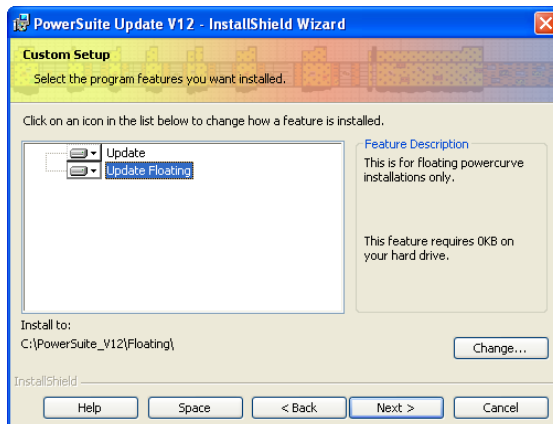 PowerSuite Update V12 - InstallShield Wizard
Custom Setup
Select the program features you want installed.
Click on an icon in the list below to change how a feature is installed.
Update
Update Floating
Feature Description
This is for floating powercurve
installations only.
This feature requires 0KB on
your hard drive.
Install to:
C:\PowerSuite_V12\Floating\
Change...
InstallShield
Help
Space
< Back
Next >
Cancel